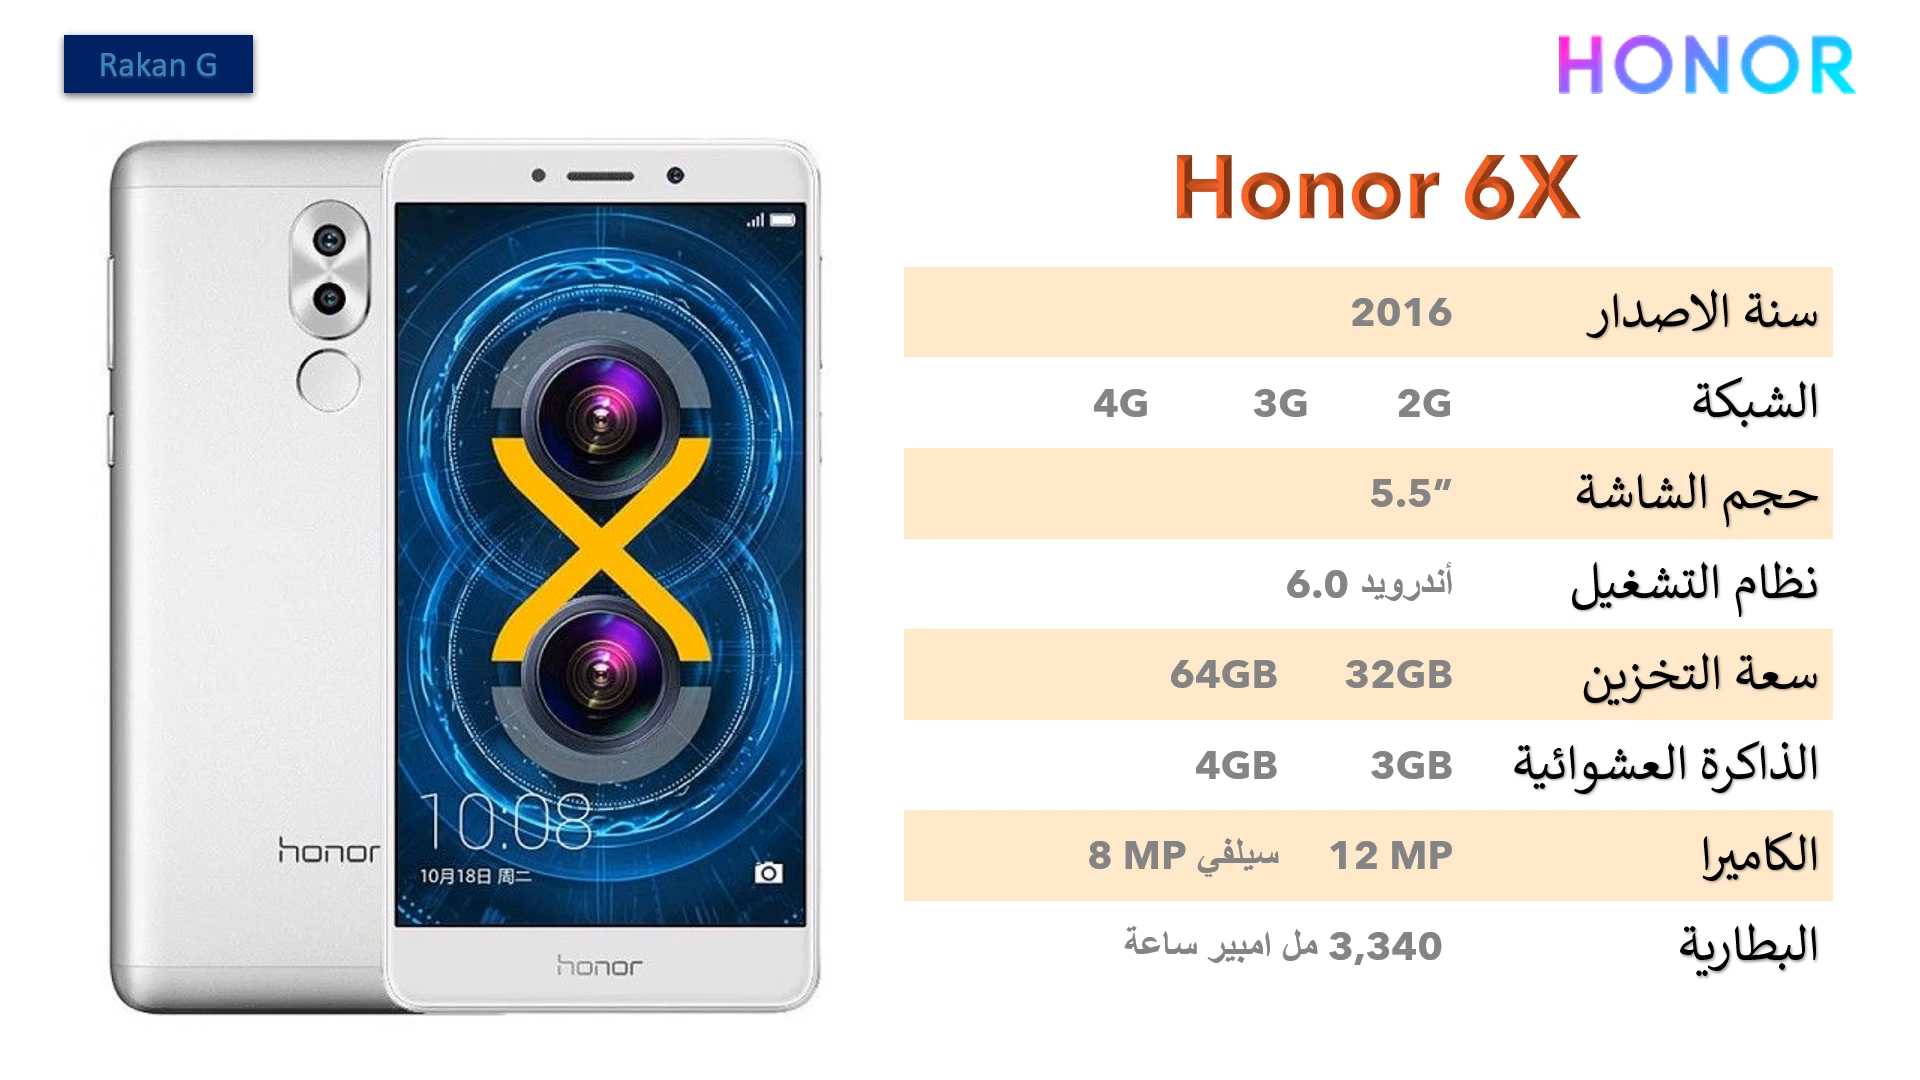 Rakan G
HONOR
Honor 6X
سنة الاصدار 2016
الشبكة 2G 3G 4G
حجم الشاشة 5.5”
نظام التشغيل أندرويد 6.0
سعة التخزين 32GB 64GB
الذاكرة العشوائية 3GB 4GB
الكاميرا 12 MP سيلفي 8 MP
البطارية 3,340 مل امبير ساعة
honor
10:08
10月18日 周二
honor